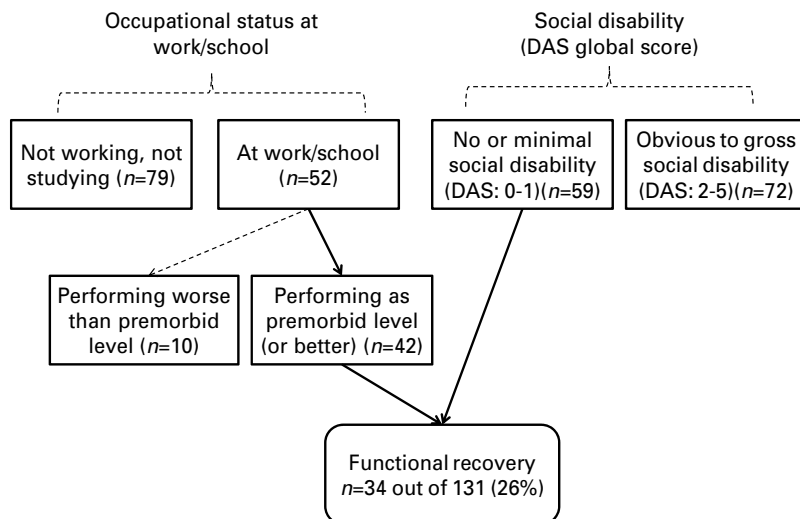 Occupational status at
work/school
Social disability
(DAS global score)
Not working, not
studying (n=79)
At work/school
(n=52)
No or minimal
social disability
(DAS: 0-1)(n=59)
Obvious to gross
social disability
(DAS: 2-5)(n=72)
Performing worse
than premorbid
level (n=10)
Performing as
premorbid level
(or better) (n=42)
Functional recovery
n=34 out of 131 (26%)